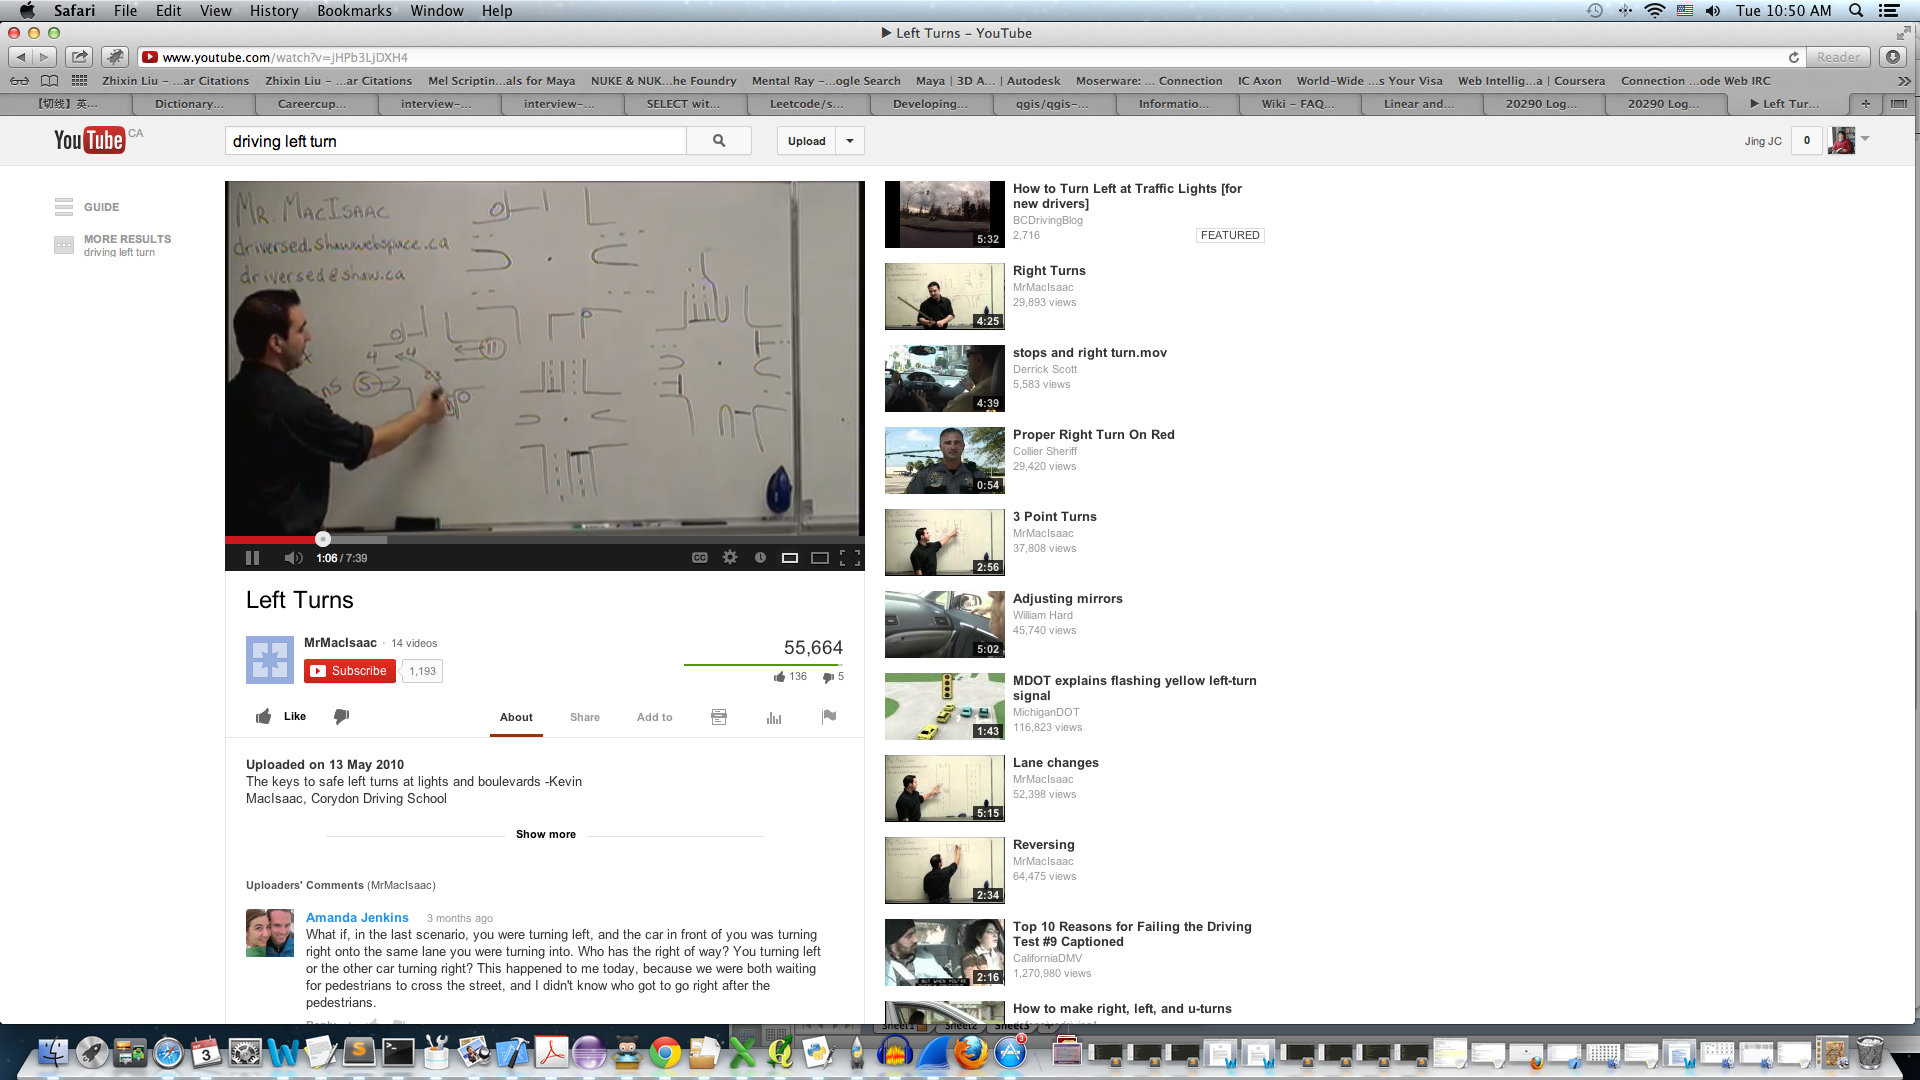 Safari File Edit View History Bookmarks Window Help
Tue 10:50 AM
Left Turns - YouTube
www.youtube.com/watch?v=jHPb3LjDXH4
Reader
Zhixin Liu - ...ar Citations Zhixin Liu - ...ar Citations Mel Scriptin...als for Maya NUKE & NUK...he Foundry Mental Ray -...ogle Search Maya | 3D A... | Autodesk Moserware: ... Connection IC Axon World-Wide ...s Your Visa Web Intellig...a | Coursera Connection ...ode Web IRC
【切线】英... Dictionary... Careercup... interview-... interview-... SELECT wit... Leetcode/s... Developing... qgis/qgis-... Informatio... Wiki - FAQ... Linear and... 20290 Log... 20290 Log... Left Tur...
YouTube CA
driving left turn
Upload
Jing JC
0
GUIDE
MORE RESULTS
driving left turn
MR. MACISAAC
driversed.shawwebspace.ca
driversed@shaw.ca
1:06 / 7:39
CC
Left Turns
MrMacIsaac · 14 videos
Subscribe
1,193
55,664
136
5
Like
About
Share
Add to
Uploaded on 13 May 2010
The keys to safe left turns at lights and boulevards -Kevin
MacIsaac, Corydon Driving School
Show more
Uploaders' Comments (MrMacIsaac)
Amanda Jenkins 3 months ago
What if, in the last scenario, you were turning left, and the car in front of you was turning
right onto the same lane you were turning into. Who has the right of way? You turning left
or the other car turning right? This happened to me today, because we were both waiting
for pedestrians to cross the street, and I didn't know who got to go right after the
pedestrians.
5:32
How to Turn Left at Traffic Lights [for
new drivers]
BCDrivingBlog
2,716
FEATURED
4:25
Right Turns
MrMacIsaac
29,893 views
4:39
stops and right turn.mov
Derrick Scott
5,583 views
0:54
Proper Right Turn On Red
Collier Sheriff
29,420 views
2:56
3 Point Turns
MrMacIsaac
37,808 views
5:02
Adjusting mirrors
William Hard
45,740 views
1:43
MDOT explains flashing yellow left-turn
signal
MichiganDOT
116,823 views
5:15
Lane changes
MrMacIsaac
52,398 views
2:34
Reversing
MrMacIsaac
64,475 views
2:16
Top 10 Reasons for Failing the Driving
Test #9 Captioned
CaliforniaDMV
1,270,980 views
How to make right, left, and u-turns
Sheet1 Sheet2 Sheet3
3
3